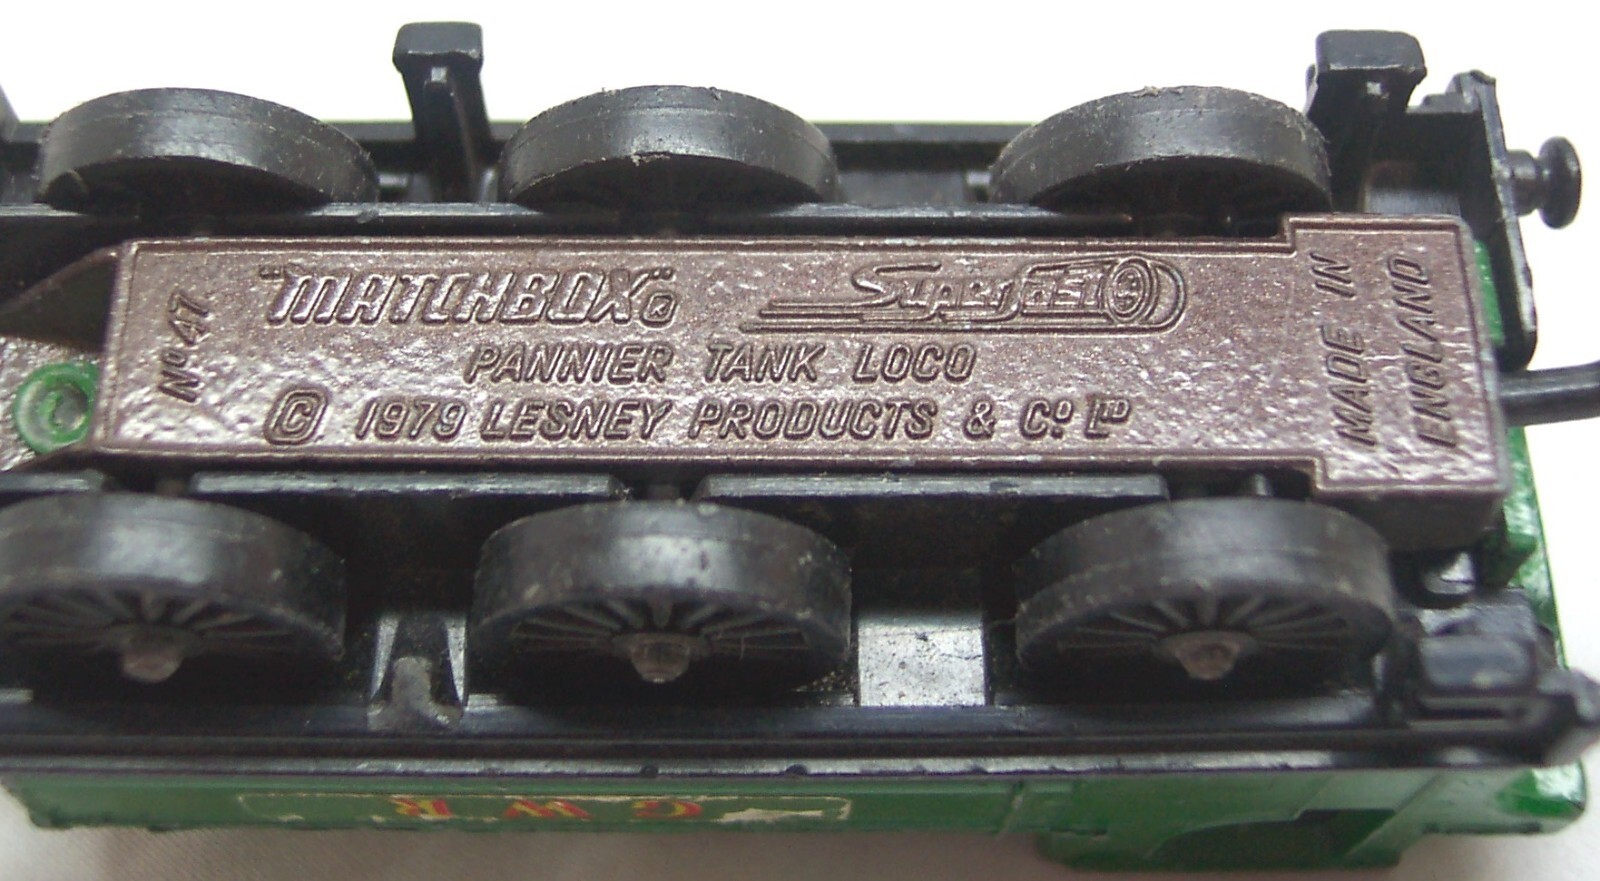 Nº 47
"MATCHBOX"®
Superfast
PANNIER TANK LOCO
© 1979 LESNEY PRODUCTS & Cº. Lᵀᴰ
MADE IN
ENGLAND
G W R